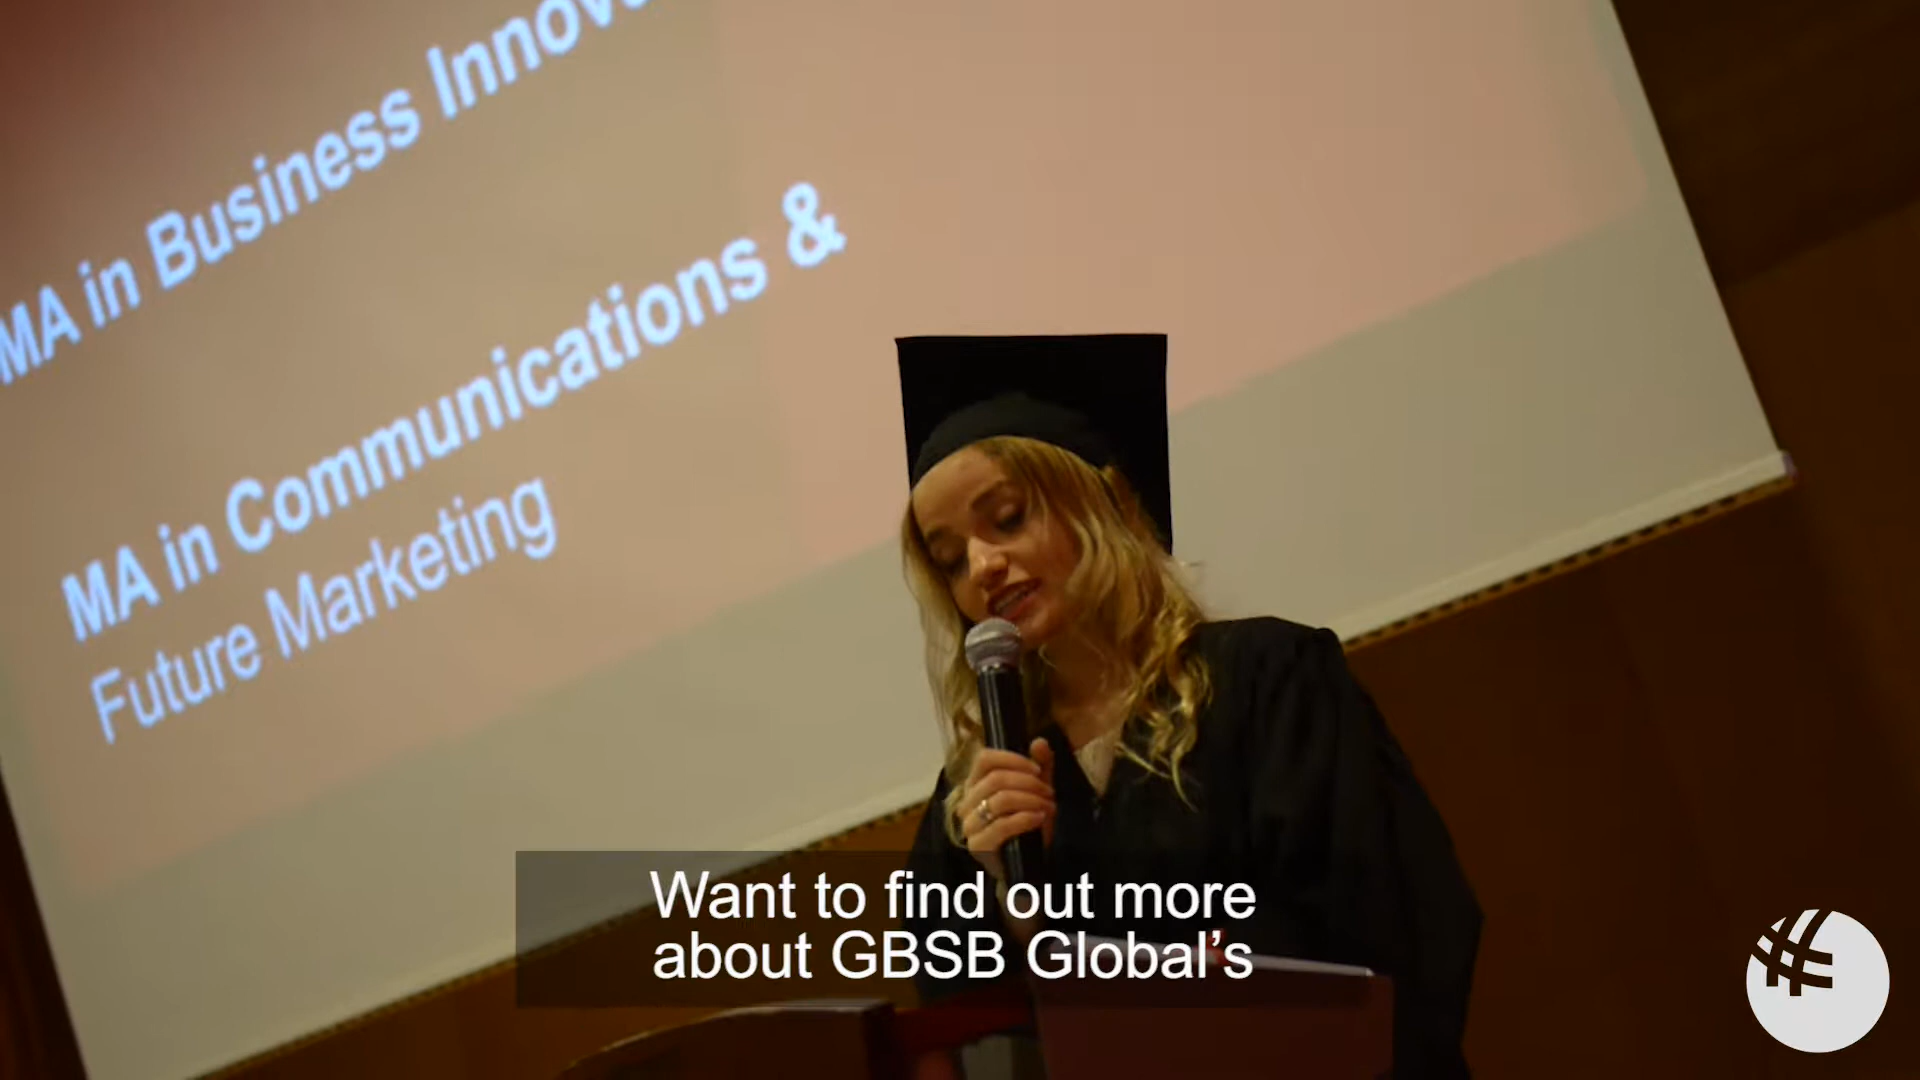 MA in Business Innov
MA in Communications &
Future Marketing
Want to find out more
about GBSB Global’s